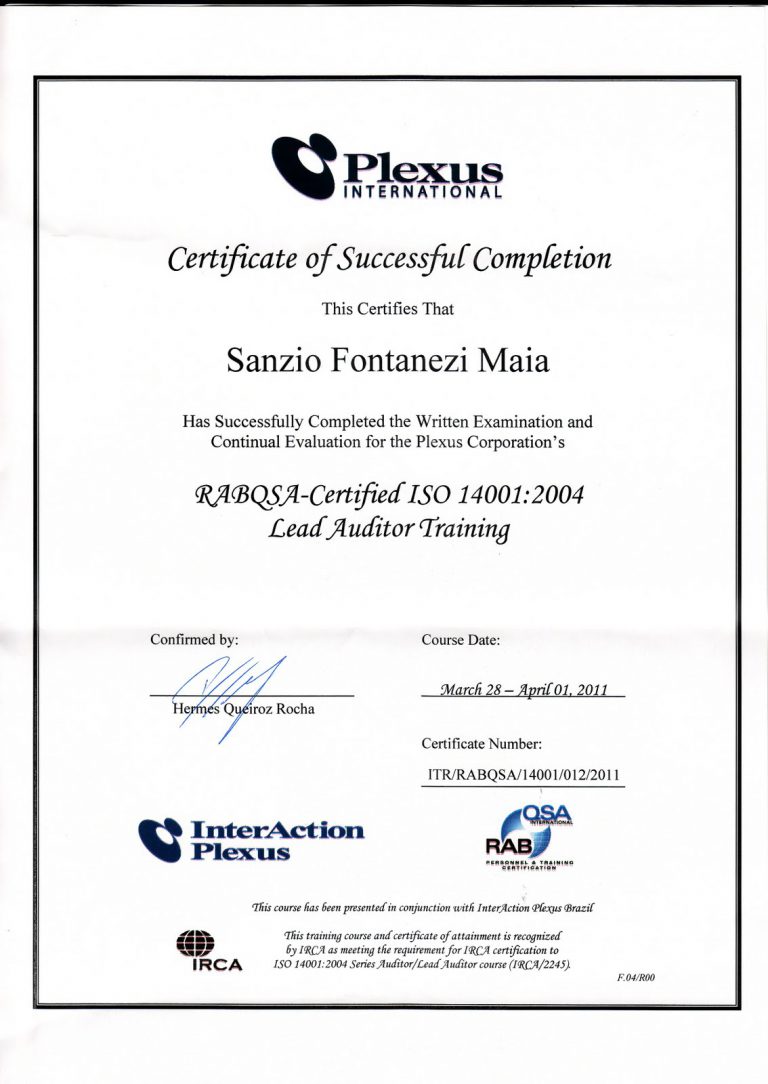 Plexus
INTERNATIONAL
Certificate of Successful Completion
This Certifies That
Sanzio Fontanezi Maia
Has Successfully Completed the Written Examination and
Continual Evaluation for the Plexus Corporation's
RABQSA-Certified ISO 14001:2004
Lead Auditor Training
Confirmed by:
Hermes Queiroz Rocha
Course Date:
March 28 – April 01, 2011
Certificate Number:
ITR/RABQSA/14001/012/2011
InterAction
Plexus
QSA
INTERNATIONAL
RAB
PERSONNEL & TRAINING
CERTIFICATION
This course has been presented in conjunction with InterAction Plexus Brazil
IRCA
This training course and certificate of attainment is recognized
by IRCA as meeting the requirement for IRCA certification to
ISO 14001:2004 Series Auditor/Lead Auditor course (IRCA/2245).
F.04/R00